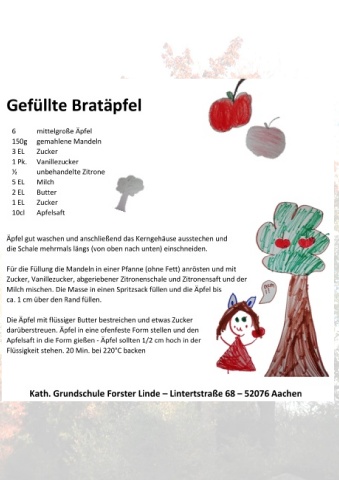 Gefüllte Bratäpfel
6 mittelgroße Äpfel
150g gemahlene Mandeln
3 EL Zucker
1 Pk. Vanillezucker
½ unbehandelte Zitrone
5 EL Milch
2 EL Butter
1 EL Zucker
10cl Apfelsaft
Äpfel gut waschen und anschließend das Kerngehäuse ausstechen und
die Schale mehrmals längs (von oben nach unten) einschneiden.
Für die Füllung die Mandeln in einer Pfanne (ohne Fett) anrösten und mit
Zucker, Vanillezucker, abgeriebener Zitronenschale und Zitronensaft und der
Milch mischen. Die Masse in einen Spritzsack füllen und die Äpfel bis
ca. 1 cm über den Rand füllen.
Die Äpfel mit flüssiger Butter bestreichen und etwas Zucker
darüberstreuen. Äpfel in eine ofenfeste Form stellen und den
Apfelsaft in die Form gießen - Äpfel sollten 1/2 cm hoch in der
Flüssigkeit stehen. 20 Min. bei 220°C backen
Kath. Grundschule Forster Linde – Lintertstraße 68 – 52076 Aachen